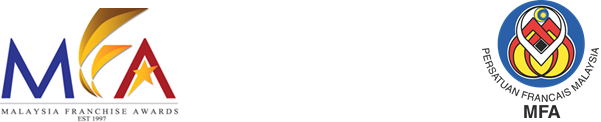 MFA
MALAYSIA FRANCHISE AWARDS
EST 1997
PERSATUAN FRANCAIS MALAYSIA
MFA